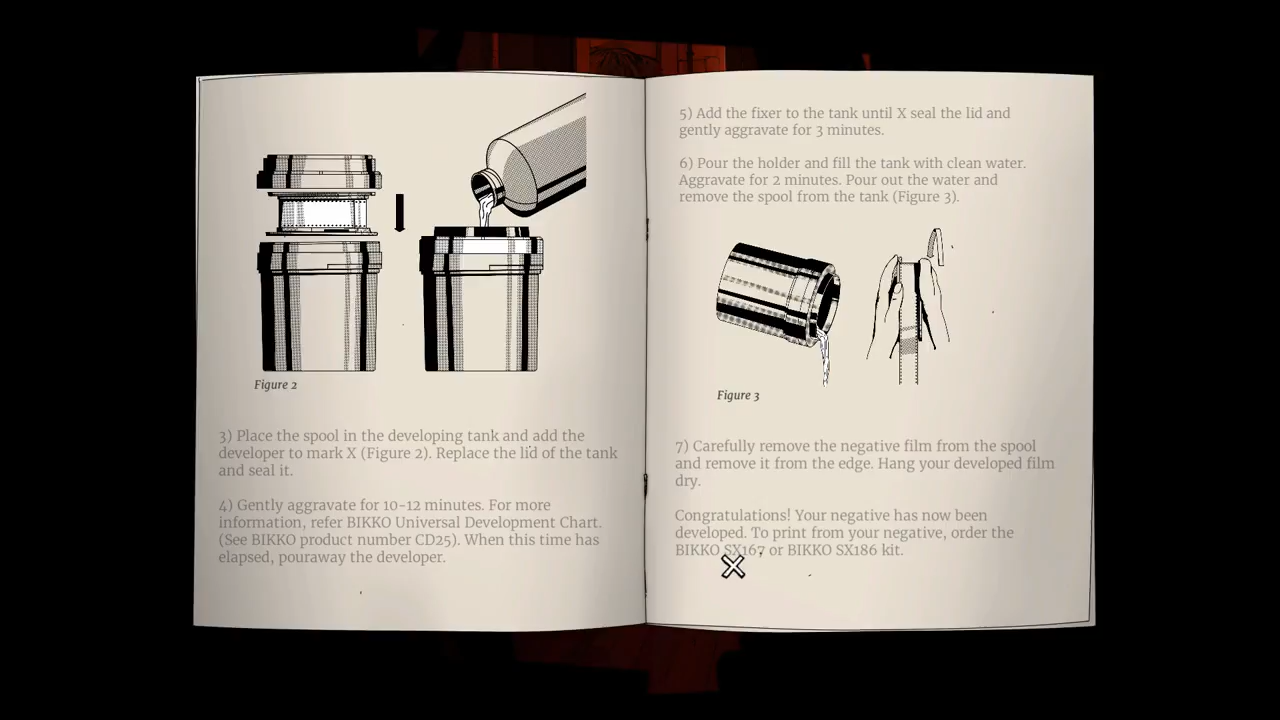 Figure 2
3) Place the spool in the developing tank and add the
developer to mark X (Figure 2). Replace the lid of the tank
and seal it.
4) Gently aggravate for 10-12 minutes. For more
information, refer BIKKO Universal Development Chart.
(See BIKKO product number CD25). When this time has
elapsed, pouraway the developer.
5) Add the fixer to the tank until X seal the lid and
gently aggravate for 3 minutes.
6) Pour the holder and fill the tank with clean water.
Aggravate for 2 minutes. Pour out the water and
remove the spool from the tank (Figure 3).
Figure 3
7) Carefully remove the negative film from the spool
and remove it from the edge. Hang your developed film
dry.
Congratulations! Your negative has now been
developed. To print from your negative, order the
BIKKO SX167 or BIKKO SX186 kit.